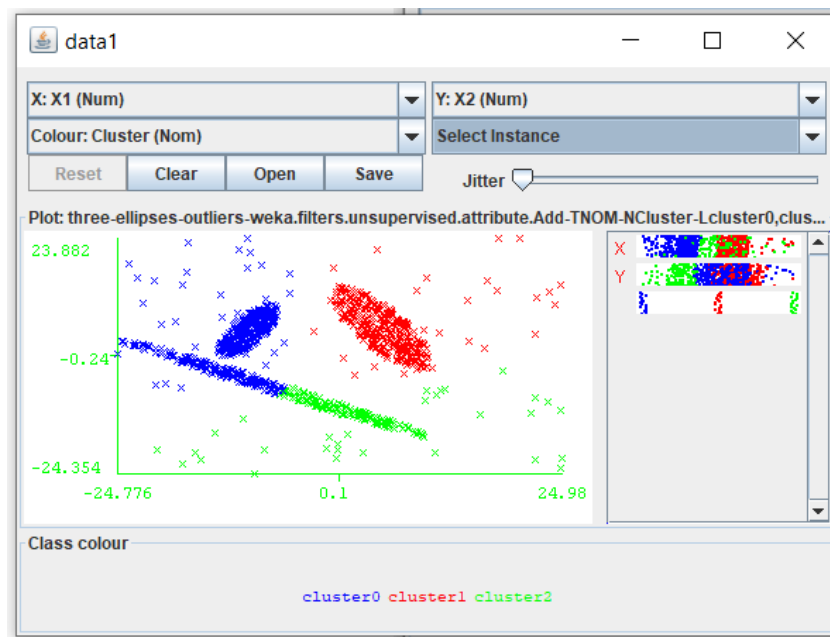 data1
X: X1 (Num) Y: X2 (Num)
Colour: Cluster (Nom) Select Instance
Reset Clear Open Save Jitter
Plot: three-ellipses-outliers-weka.filters.unsupervised.attribute.Add-TNOM-NCluster-Lcluster0,clus...
23.882
-0.24
-24.354
-24.776 0.1 24.98
X
Y
Class colour
cluster0 cluster1 cluster2